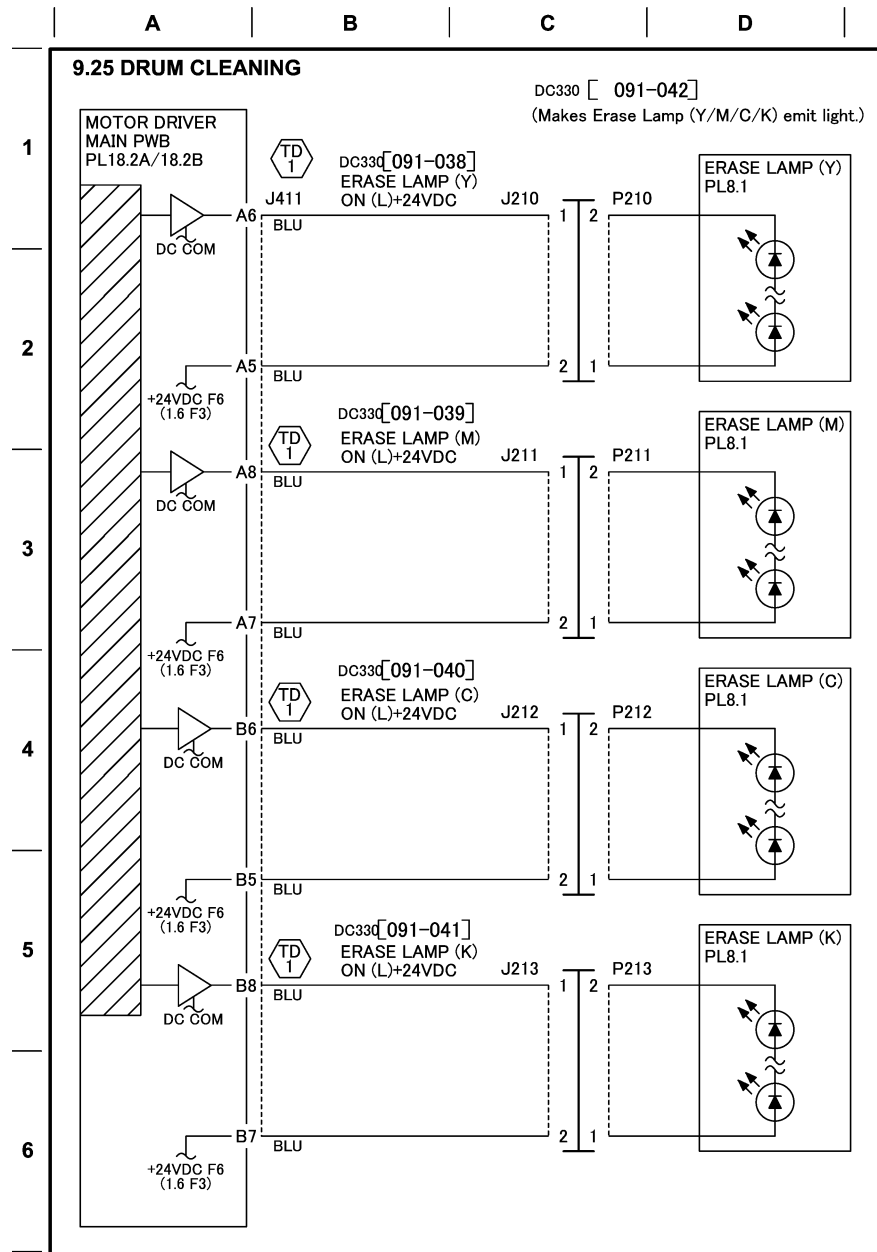 A B C D
9.25 DRUM CLEANING
DC330 [ 091-042]
(Makes Erase Lamp (Y/M/C/K) emit light.)
1
MOTOR DRIVER
MAIN PWB
PL18.2A/18.2B
TD
1
DC330[091-038]
ERASE LAMP (Y)
ON (L)+24VDC
J411
A6
BLU
DC COM
J210
1 2
P210
ERASE LAMP (Y)
PL8.1
2
A5
BLU
+24VDC F6
(1.6 F3)
2 1
TD
1
DC330[091-039]
ERASE LAMP (M)
ON (L)+24VDC
A8
BLU
DC COM
J211
1 2
P211
ERASE LAMP (M)
PL8.1
3
A7
BLU
+24VDC F6
(1.6 F3)
2 1
TD
1
DC330[091-040]
ERASE LAMP (C)
ON (L)+24VDC
B6
BLU
DC COM
J212
1 2
P212
ERASE LAMP (C)
PL8.1
4
B5
BLU
+24VDC F6
(1.6 F3)
2 1
5
TD
1
DC330[091-041]
ERASE LAMP (K)
ON (L)+24VDC
B8
BLU
DC COM
J213
1 2
P213
ERASE LAMP (K)
PL8.1
6
B7
BLU
+24VDC F6
(1.6 F3)
2 1